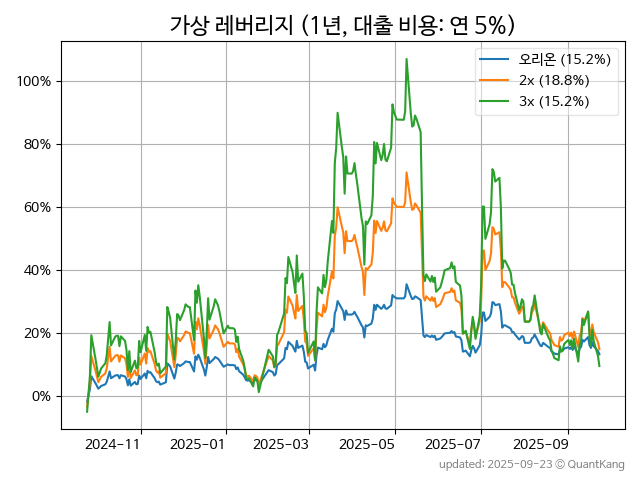 가상 레버리지 (1년, 대출 비용: 연 5%)
오리온 (15.2%)
2x (18.8%)
3x (15.2%)
100%
80%
60%
40%
20%
0%
2024-11
2025-01
2025-03
2025-05
2025-07
2025-09
updated: 2025-09-23 © QuantKang